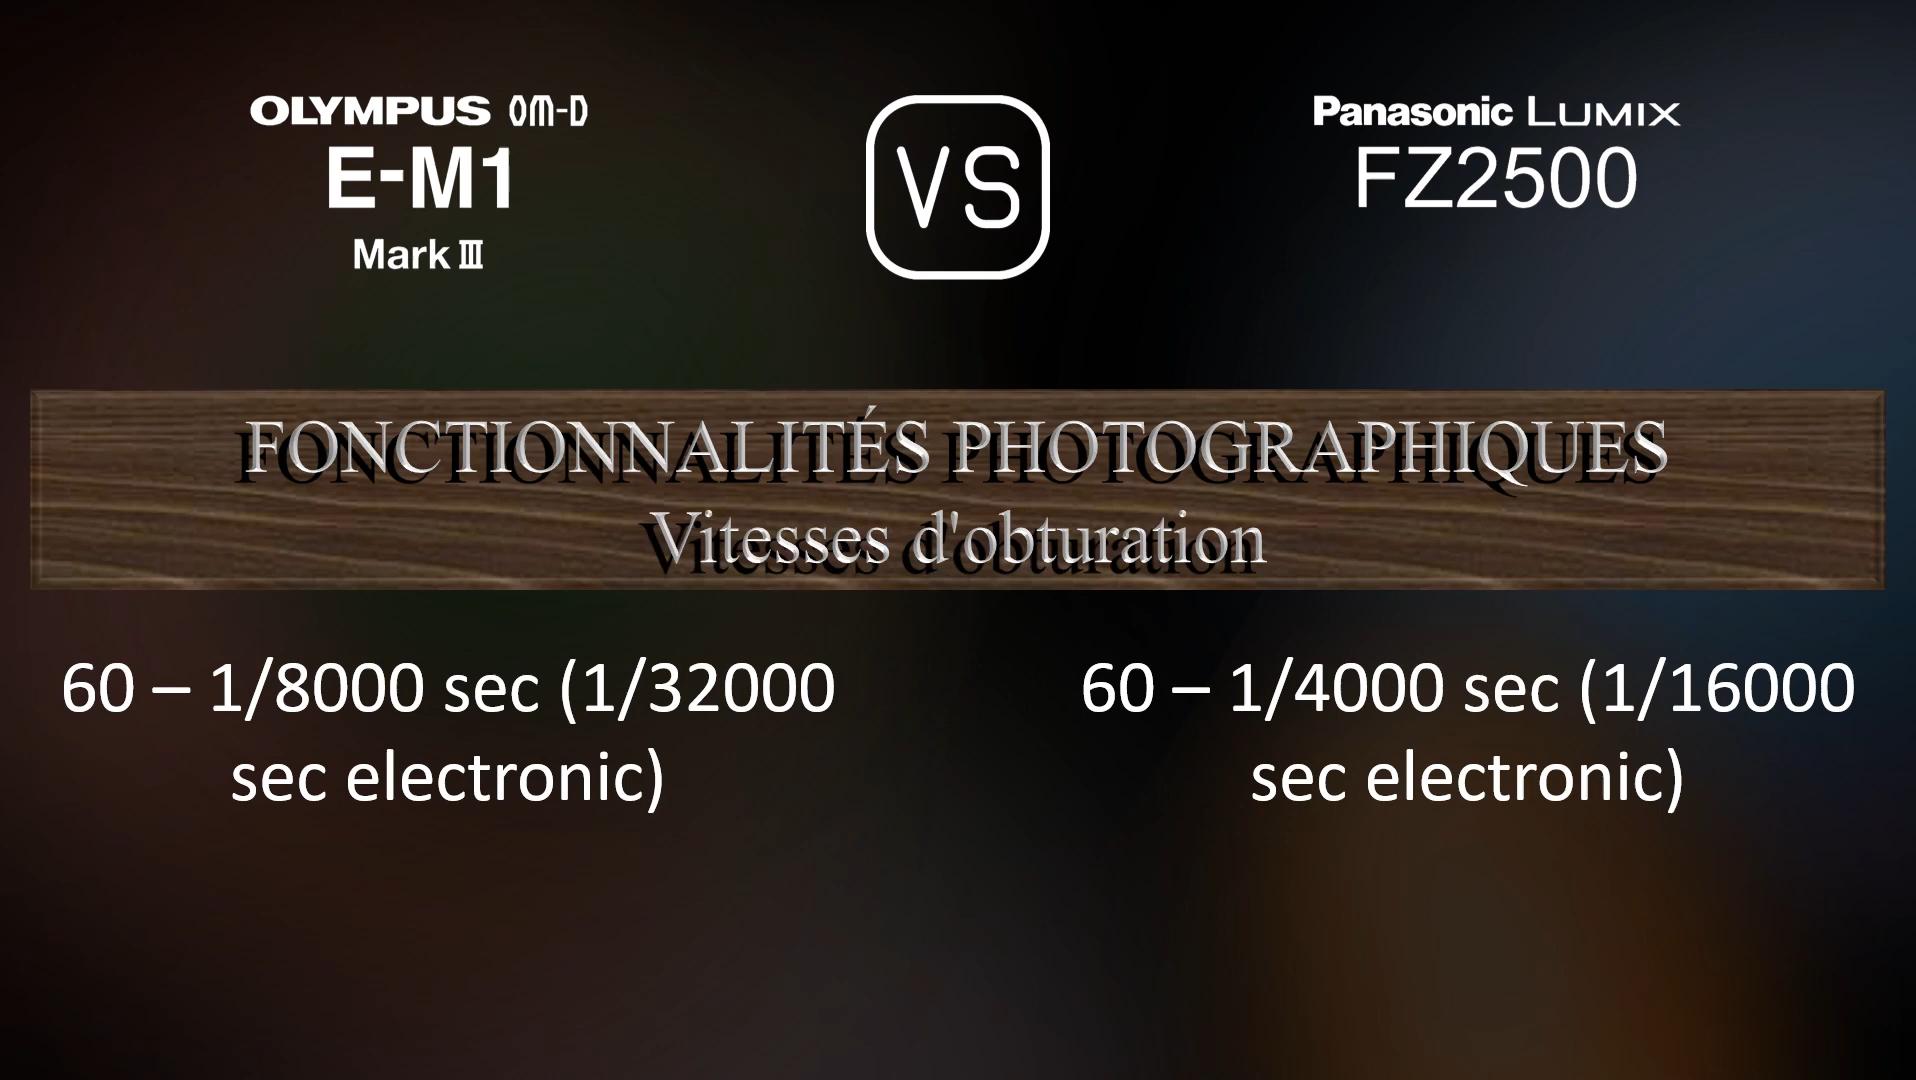 OLYMPUS OM-D
E-M1
Mark III
VS
Panasonic LUMIX
FZ2500
FONCTIONNALITÉS PHOTOGRAPHIQUES
Vitesses d'obturation
60 – 1/8000 sec (1/32000
sec electronic)
60 – 1/4000 sec (1/16000
sec electronic)